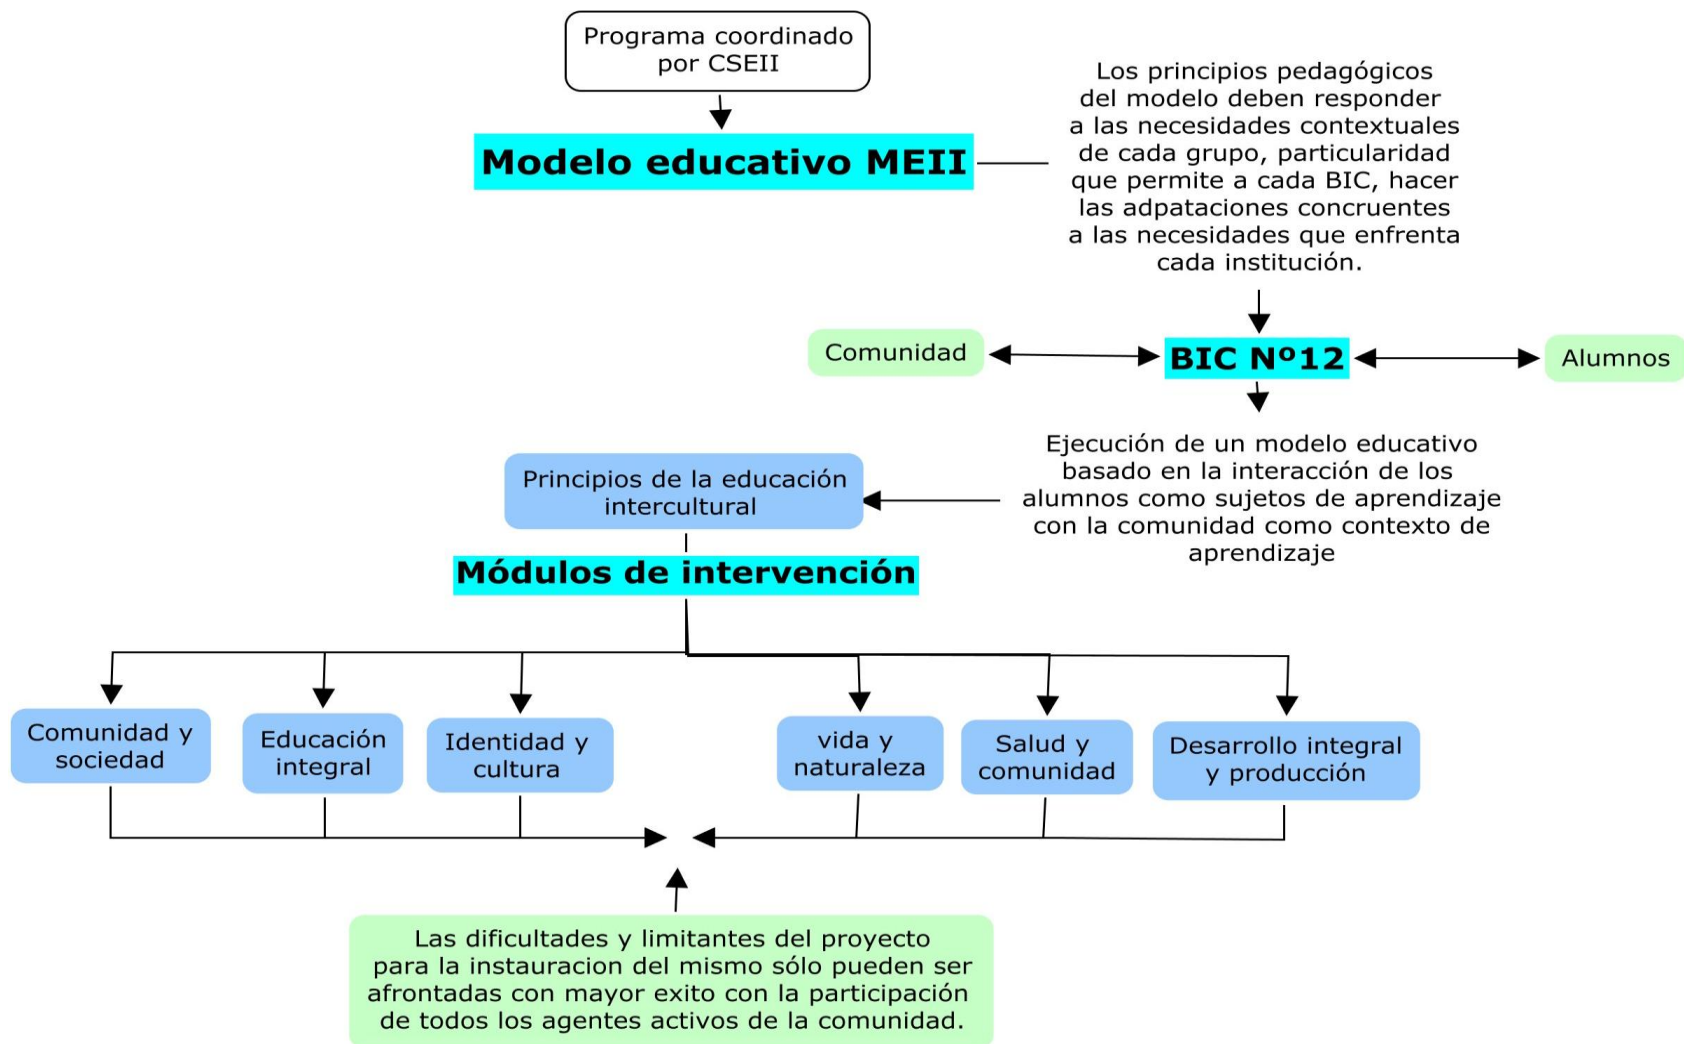 Programa coordinado
por CSEII
Modelo educativo MEII
Los principios pedagógicos
del modelo deben responder
a las necesidades contextuales
de cada grupo, particularidad
que permite a cada BIC, hacer
las adpataciones concruentes
a las necesidades que enfrenta
cada institución.
Comunidad
BIC Nº12
Alumnos
Ejecución de un modelo educativo
basado en la interacción de los
alumnos como sujetos de aprendizaje
con la comunidad como contexto de
aprendizaje
Principios de la educación
intercultural
Módulos de intervención
Comunidad y
sociedad
Educación
integral
Identidad y
cultura
vida y
naturaleza
Salud y
comunidad
Desarrollo integral
y producción
Las dificultades y limitantes del proyecto
para la instauracion del mismo sólo pueden ser
afrontadas con mayor exito con la participación
de todos los agentes activos de la comunidad.